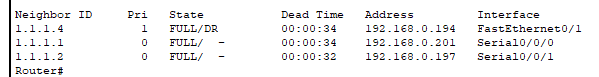 Neighbor ID     Pri   State           Dead Time   Address         Interface
1.1.1.4           1   FULL/DR         00:00:34    192.168.0.194   FastEthernet0/1
1.1.1.1           0   FULL/  -        00:00:34    192.168.0.201   Serial0/0/0
1.1.1.2           0   FULL/  -        00:00:32    192.168.0.197   Serial0/0/1
Router#